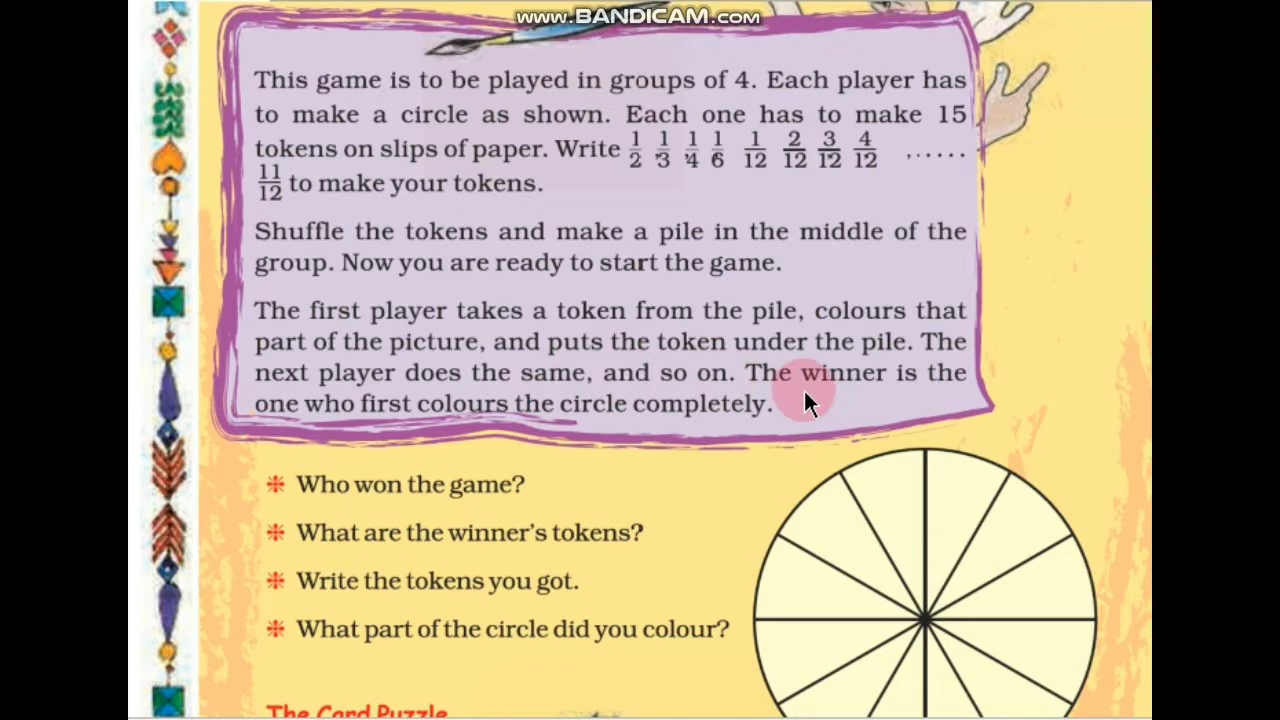 www.BANDICAM.com
This game is to be played in groups of 4. Each player has
to make a circle as shown. Each one has to make 15
tokens on slips of paper. Write 1/2 1/3 1/4 1/6 1/12 2/12 3/12 4/12 ......
11/12 to make your tokens.
Shuffle the tokens and make a pile in the middle of the
group. Now you are ready to start the game.
The first player takes a token from the pile, colours that
part of the picture, and puts the token under the pile. The
next player does the same, and so on. The winner is the
one who first colours the circle completely.
Who won the game?
What are the winner's tokens?
Write the tokens you got.
What part of the circle did you colour?
The Card Puzzle